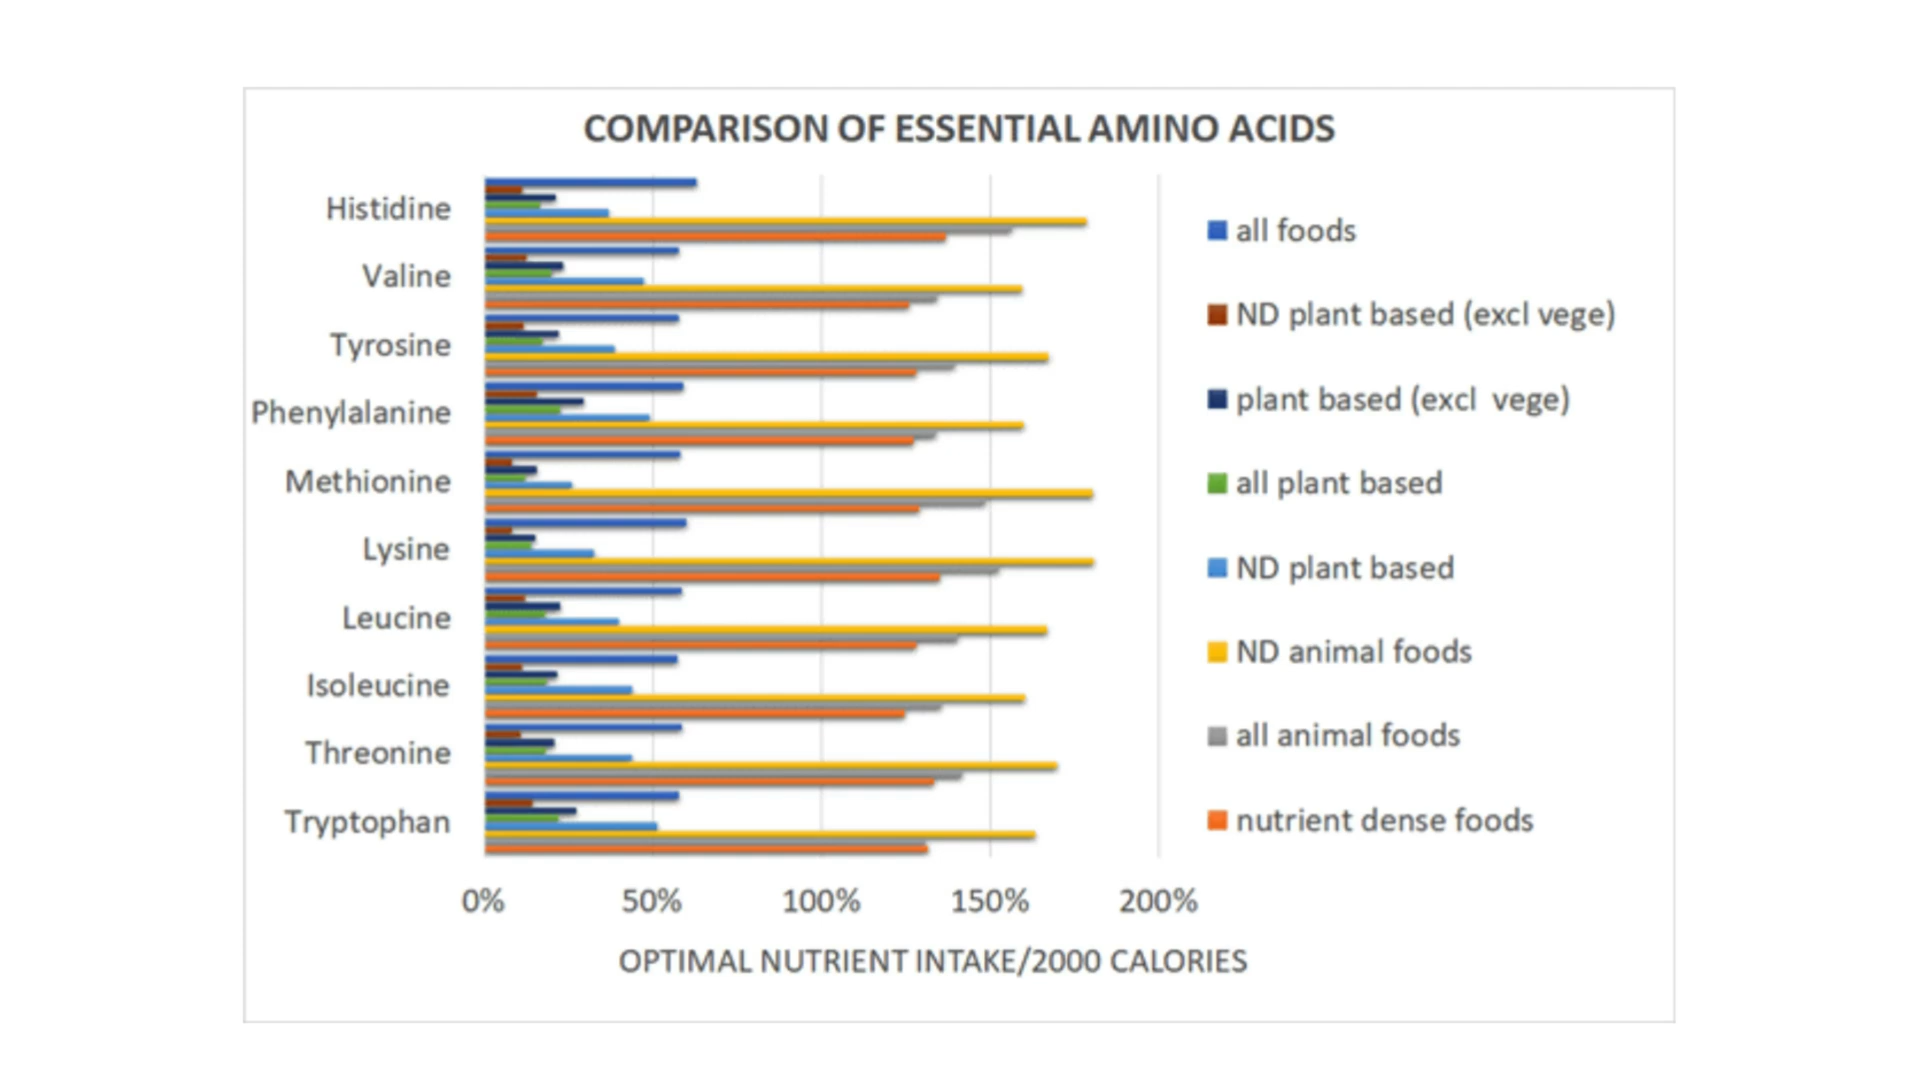 COMPARISON OF ESSENTIAL AMINO ACIDS
Histidine
Valine
Tyrosine
Phenylalanine
Methionine
Lysine
Leucine
Isoleucine
Threonine
Tryptophan
0% 50% 100% 150% 200%
OPTIMAL NUTRIENT INTAKE/2000 CALORIES
all foods
ND plant based (excl vege)
plant based (excl vege)
all plant based
ND plant based
ND animal foods
all animal foods
nutrient dense foods